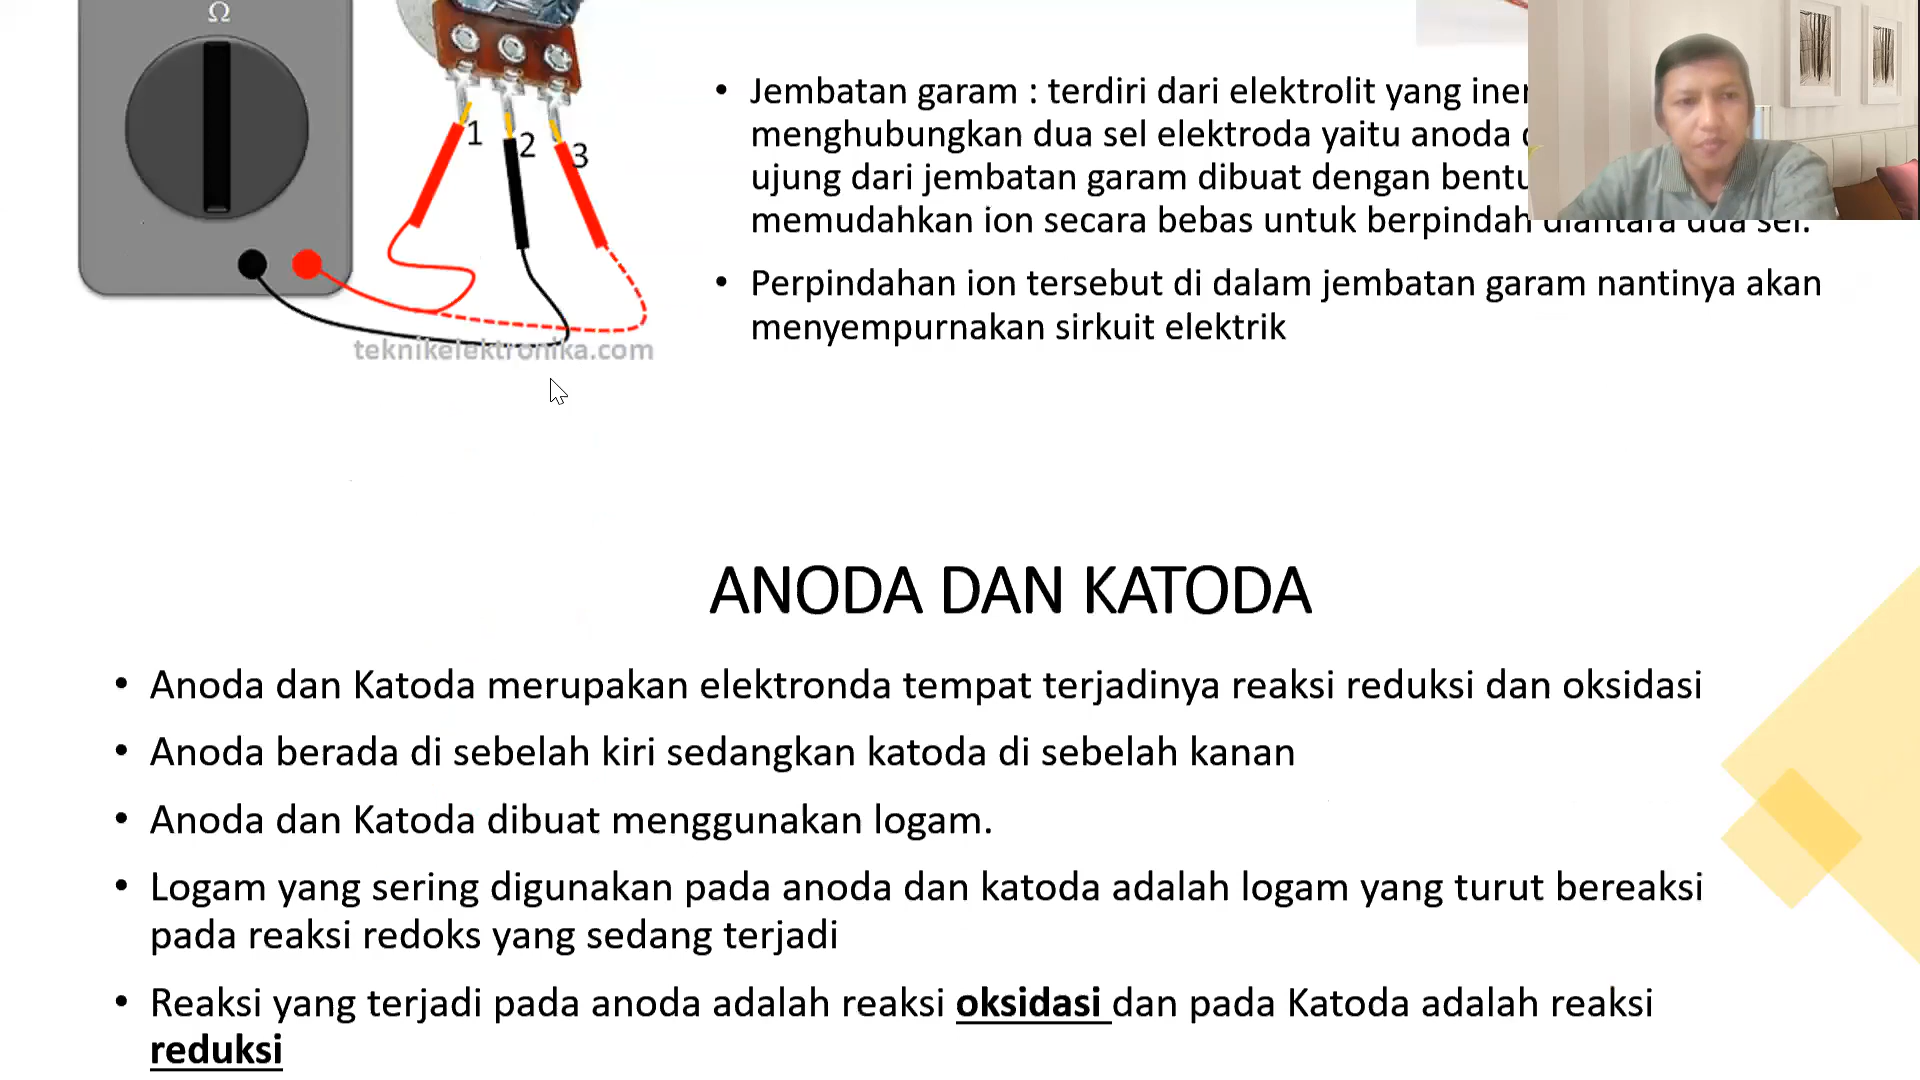 Ω
1
2
3
teknikelektronika.com
• Jembatan garam : terdiri dari elektrolit yang
menghubungkan dua sel elektroda yaitu anoda
ujung dari jembatan garam dibuat dengan
memudahkan ion secara bebas untuk berpindah diantara dua sel.
• Perpindahan ion tersebut di dalam jembatan garam nantinya akan
menyempurnakan sirkuit elektrik
ANODA DAN KATODA
• Anoda dan Katoda merupakan elektronda tempat terjadinya reaksi reduksi dan oksidasi
• Anoda berada di sebelah kiri sedangkan katoda di sebelah kanan
• Anoda dan Katoda dibuat menggunakan logam.
• Logam yang sering digunakan pada anoda dan katoda adalah logam yang turut bereaksi
pada reaksi redoks yang sedang terjadi
• Reaksi yang terjadi pada anoda adalah reaksi oksidasi dan pada Katoda adalah reaksi
reduksi